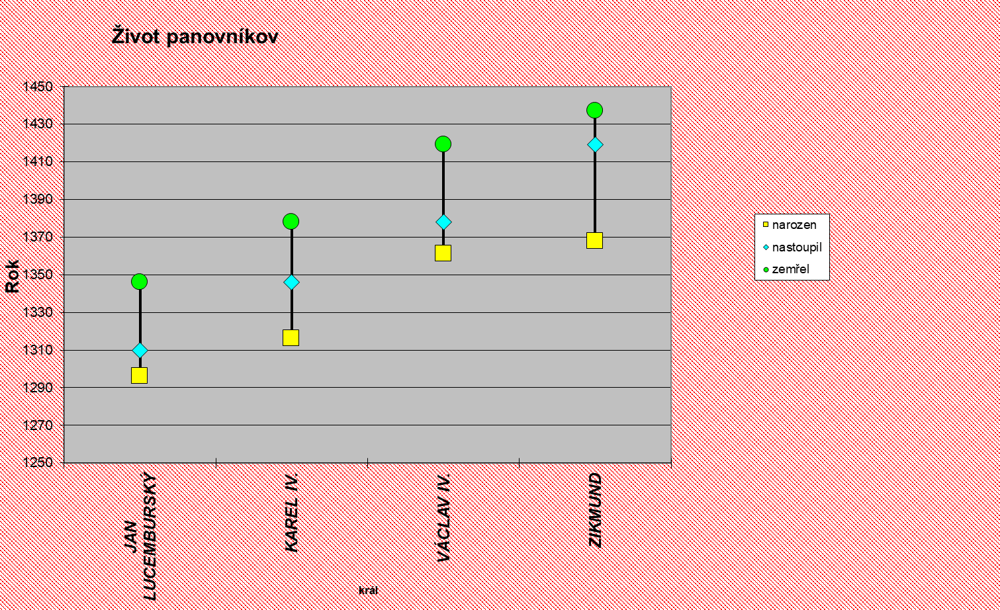 Život panovníkov
1450
1430
1410
1390
1370
1350
1330
1310
1290
1270
1250
Rok
JAN
LUCEMBURSKÝ
KAREL IV.
VÁCLAV IV.
ZIKMUND
král
narozen
nastoupil
zemřel